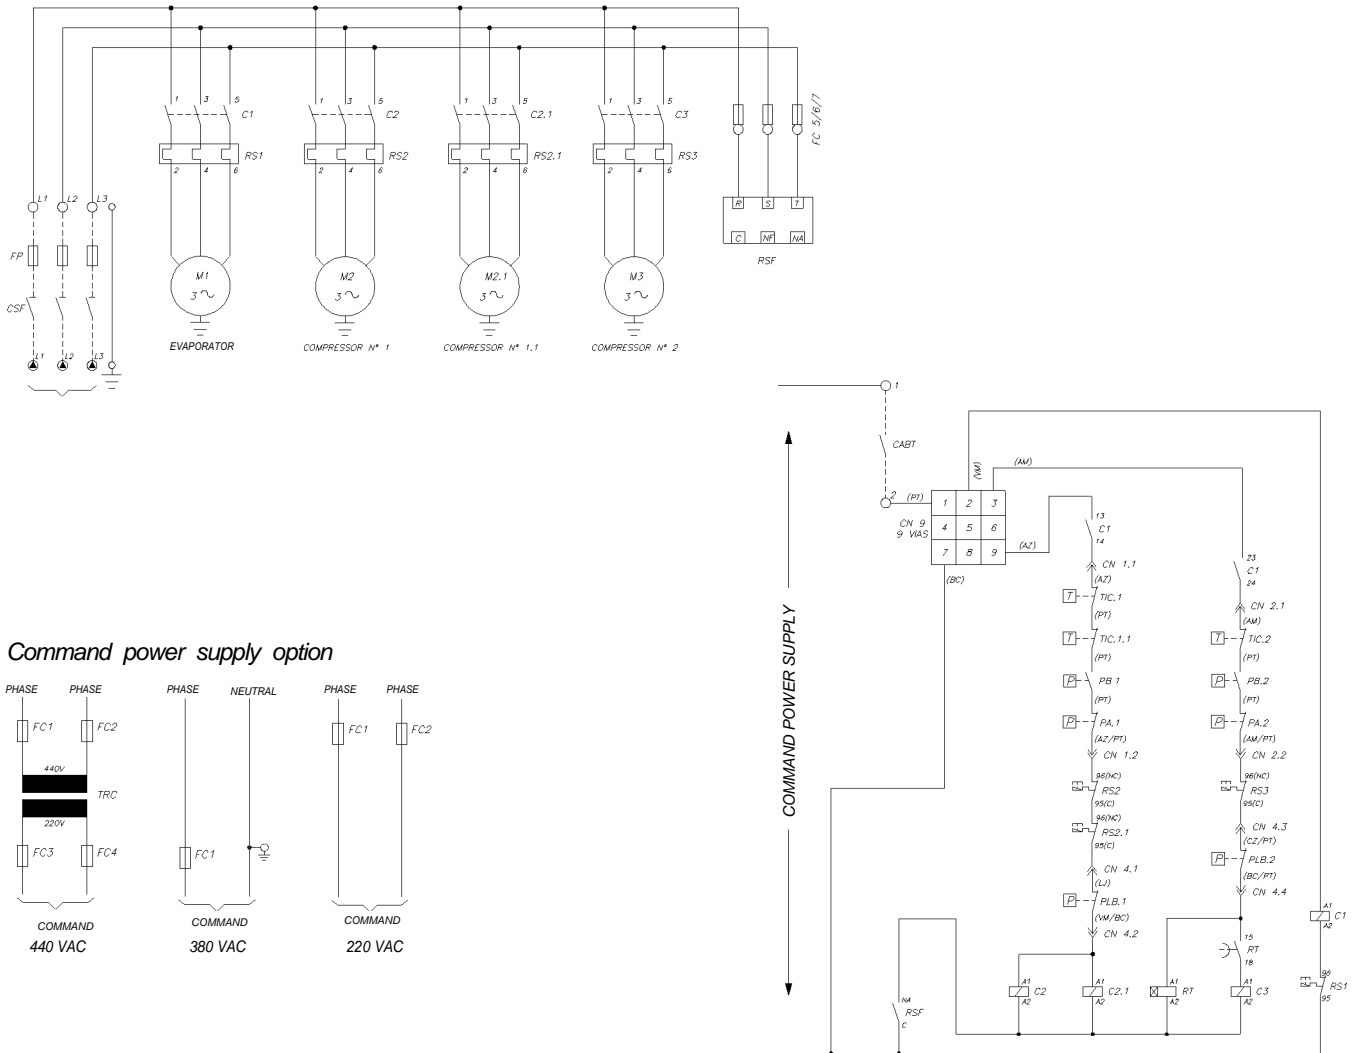 1 3 5 C1
1 3 5 C2
1 3 5 C2.1
1 3 5 C3
FC 5/6/7
RS1
2 4 6
RS2
2 4 6
RS2.1
2 4 6
RS3
2 4 6
L1 L2 L3
R S T
C NF NA
RSF
FP
CSF
L1 L2 L3
M1
3
M2
3
M2.1
3
M3
3
EVAPORATOR
COMPRESSOR N° 1
COMPRESSOR N° 1.1
COMPRESSOR N° 2
1
CABT
2
(PT)
(VM)
(AM)
1 2 3
4 5 6
7 8 9
CN 9
9 VIAS
(AZ)
(BC)
COMMAND POWER SUPPLY
13
C1
14
CN 1.1
(AZ)
T
TIC.1
(PT)
T
TIC.1.1
(PT)
P
PB.1
(PT)
P
PA.1
(AZ/PT)
CN 1.2
96(NC)
RS2
95(C)
96(NC)
RS2.1
95(C)
CN 4.1
(LJ)
P
PLB.1
(VM/BC)
CN 4.2
23
C1
24
CN 2.1
(AM)
T
TIC.2
(PT)
P
PB.2
(PT)
P
PA.2
(AM/PT)
CN 2.2
96(NC)
RS3
95(C)
CN 4.3
(CZ/PT)
P
PLB.2
(BC/PT)
CN 4.4
15
RT
18
A1
C1
A2
98
RS1
95
A1
C2
A2
A1
C2.1
A2
A1
RT
A2
A1
C3
A2
NA
RSF
C
Command power supply option
PHASE PHASE
FC1 FC2
440V
TRC
220V
FC3 FC4
COMMAND
440 VAC
PHASE NEUTRAL
FC1
COMMAND
380 VAC
PHASE PHASE
FC1 FC2
COMMAND
220 VAC